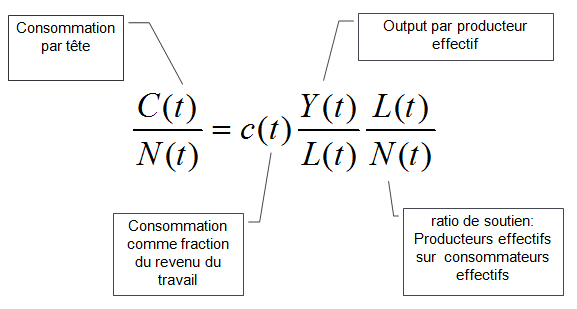 Consommation
par tête
Output par producteur
effectif
C(t)/N(t) = c(t) Y(t)/L(t) L(t)/N(t)
Consommation
comme fraction
du revenu du
travail
ratio de soutien:
Producteurs effectifs
sur consommateurs
effectifs